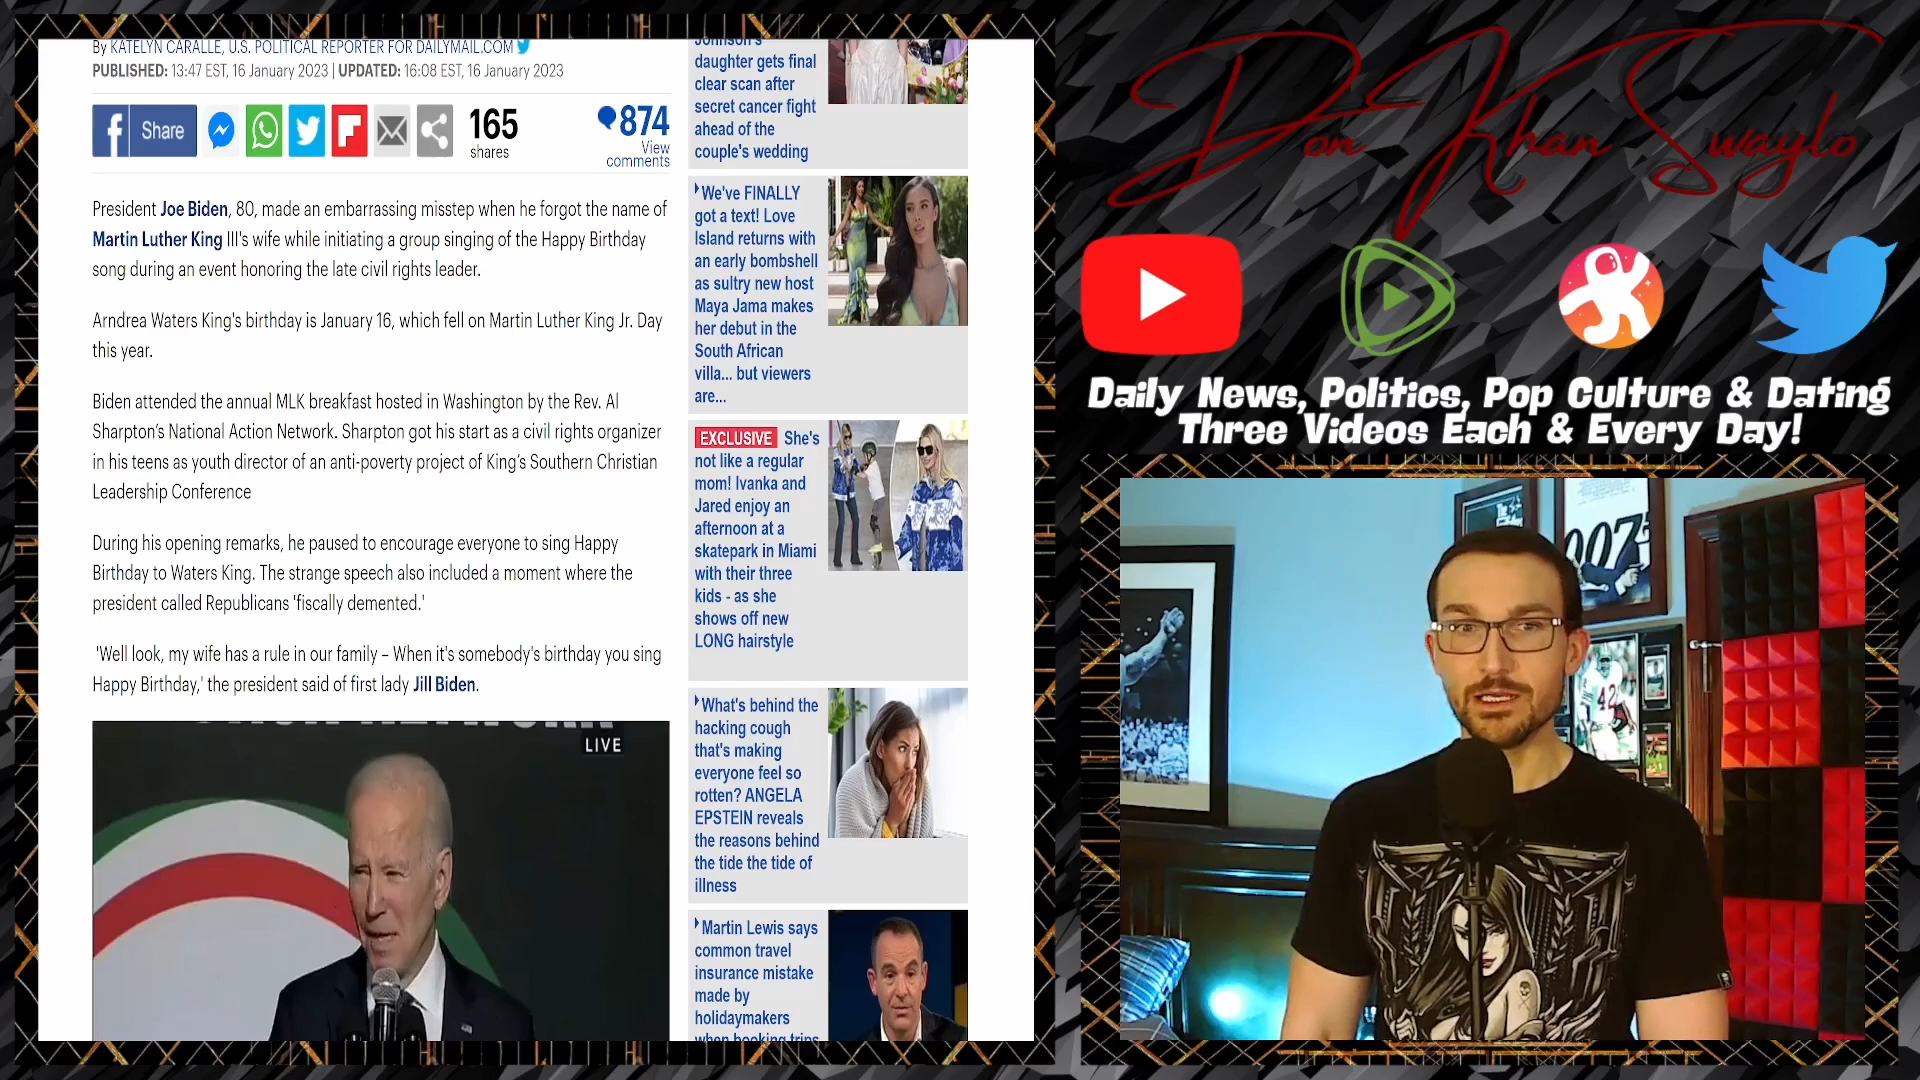 By KATELYN CARALLE, U.S. POLITICAL REPORTER FOR DAILYMAIL.COM
PUBLISHED: 13:47 EST, 16 January 2023 | UPDATED: 16:08 EST, 16 January 2023
f Share
165
shares
874
View
comments
President Joe Biden, 80, made an embarrassing misstep when he forgot the name of
Martin Luther King III's wife while initiating a group singing of the Happy Birthday
song during an event honoring the late civil rights leader.
Arndrea Waters King's birthday is January 16, which fell on Martin Luther King Jr. Day
this year.
Biden attended the annual MLK breakfast hosted in Washington by the Rev. Al
Sharpton's National Action Network. Sharpton got his start as a civil rights organizer
in his teens as youth director of an anti-poverty project of King's Southern Christian
Leadership Conference
During his opening remarks, he paused to encourage everyone to sing Happy
Birthday to Waters King. The strange speech also included a moment where the
president called Republicans 'fiscally demented.'
'Well look, my wife has a rule in our family – When it's somebody's birthday you sing
Happy Birthday,' the president said of first lady Jill Biden.
LIVE
Johnson's
daughter gets final
clear scan after
secret cancer fight
ahead of the
couple's wedding
We've FINALLY
got a text! Love
Island returns with
an early bombshell
as sultry new host
Maya Jama makes
her debut in the
South African
villa... but viewers
are...
EXCLUSIVE She's
not like a regular
mom! Ivanka and
Jared enjoy an
afternoon at a
skatepark in Miami
with their three
kids - as she
shows off new
LONG hairstyle
What's behind the
hacking cough
that's making
everyone feel so
rotten? ANGELA
EPSTEIN reveals
the reasons behind
the tide the tide of
illness
Martin Lewis says
common travel
insurance mistake
made by
holidaymakers
when booking trips
Don Khan Swaylo
Daily News, Politics, Pop Culture & Dating
Three Videos Each & Every Day!
007
42